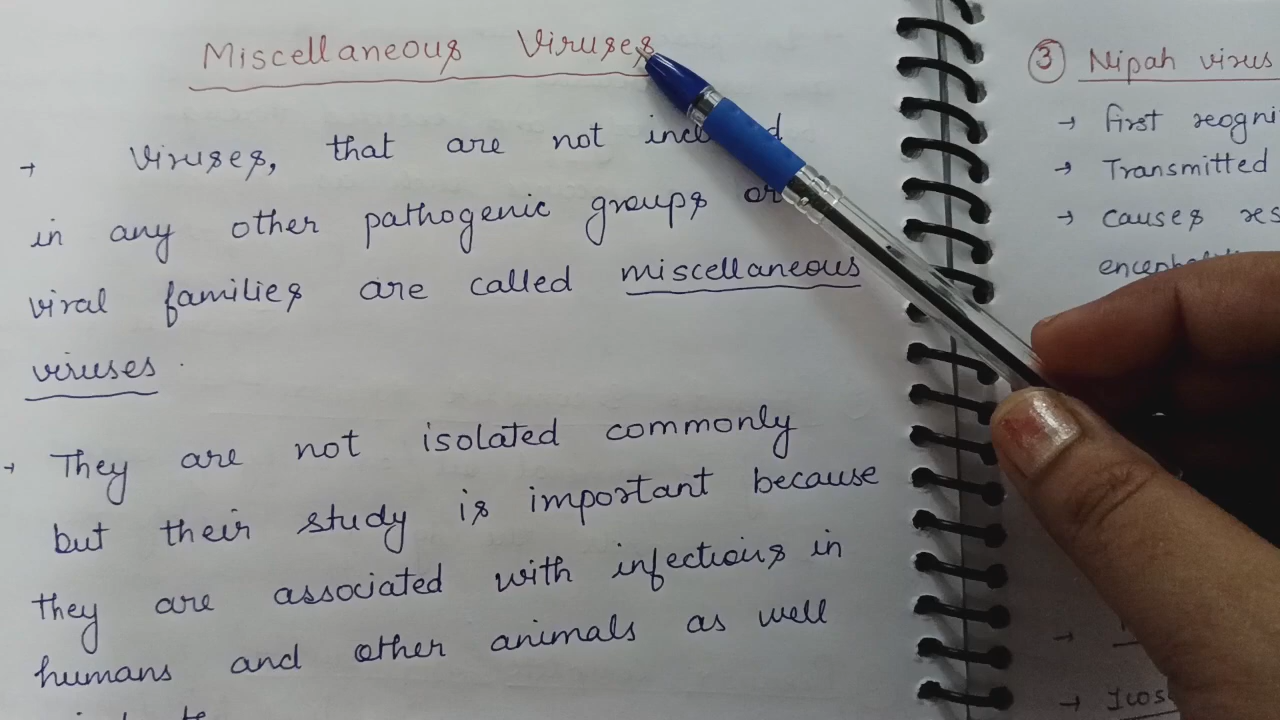 Miscellaneous Viruses
→ Viruses, that are not
in any other pathogenic groups or
viral families are called miscellaneous
viruses.
→ They are not isolated commonly
but their study is important because
they are associated with infections in
humans and other animals as well
③ Nipah virus
→ first reogni
→ Transmitted
→ causes res